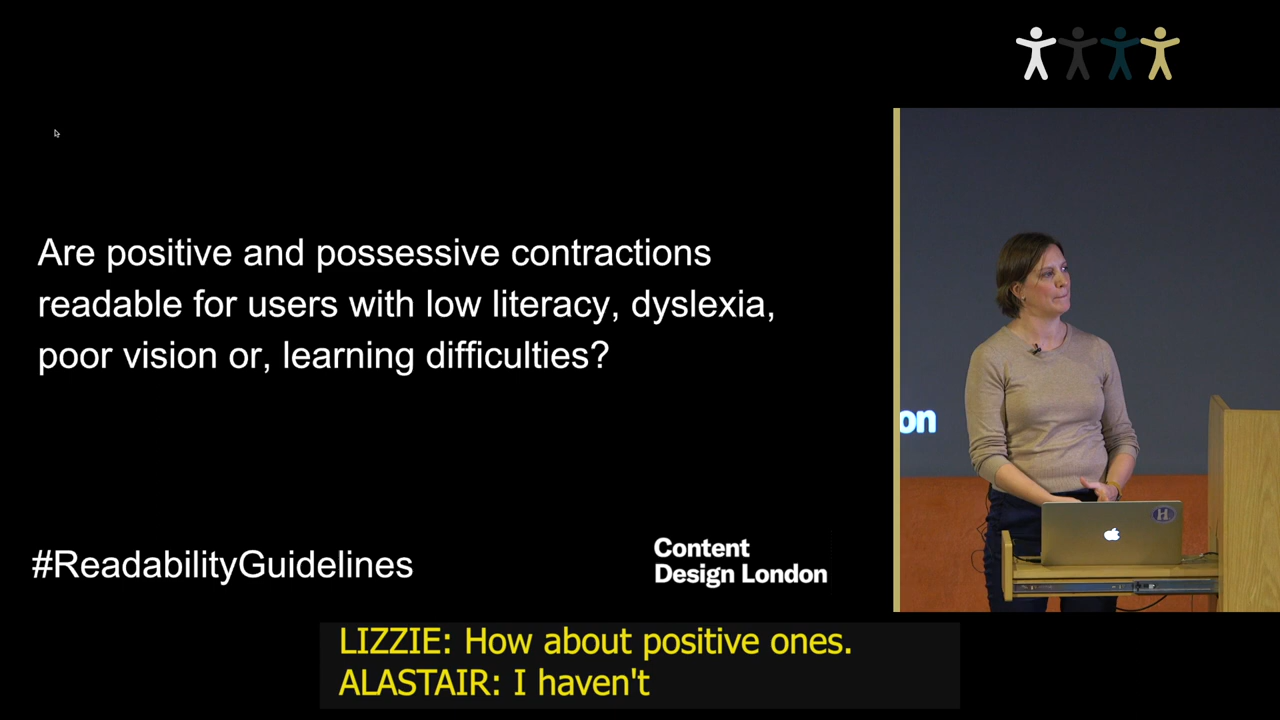 Are positive and possessive contractions
readable for users with low literacy, dyslexia,
poor vision or, learning difficulties?
on
#ReadabilityGuidelines
Content
Design London
H
LIZZIE: How about positive ones.
ALASTAIR: I haven't